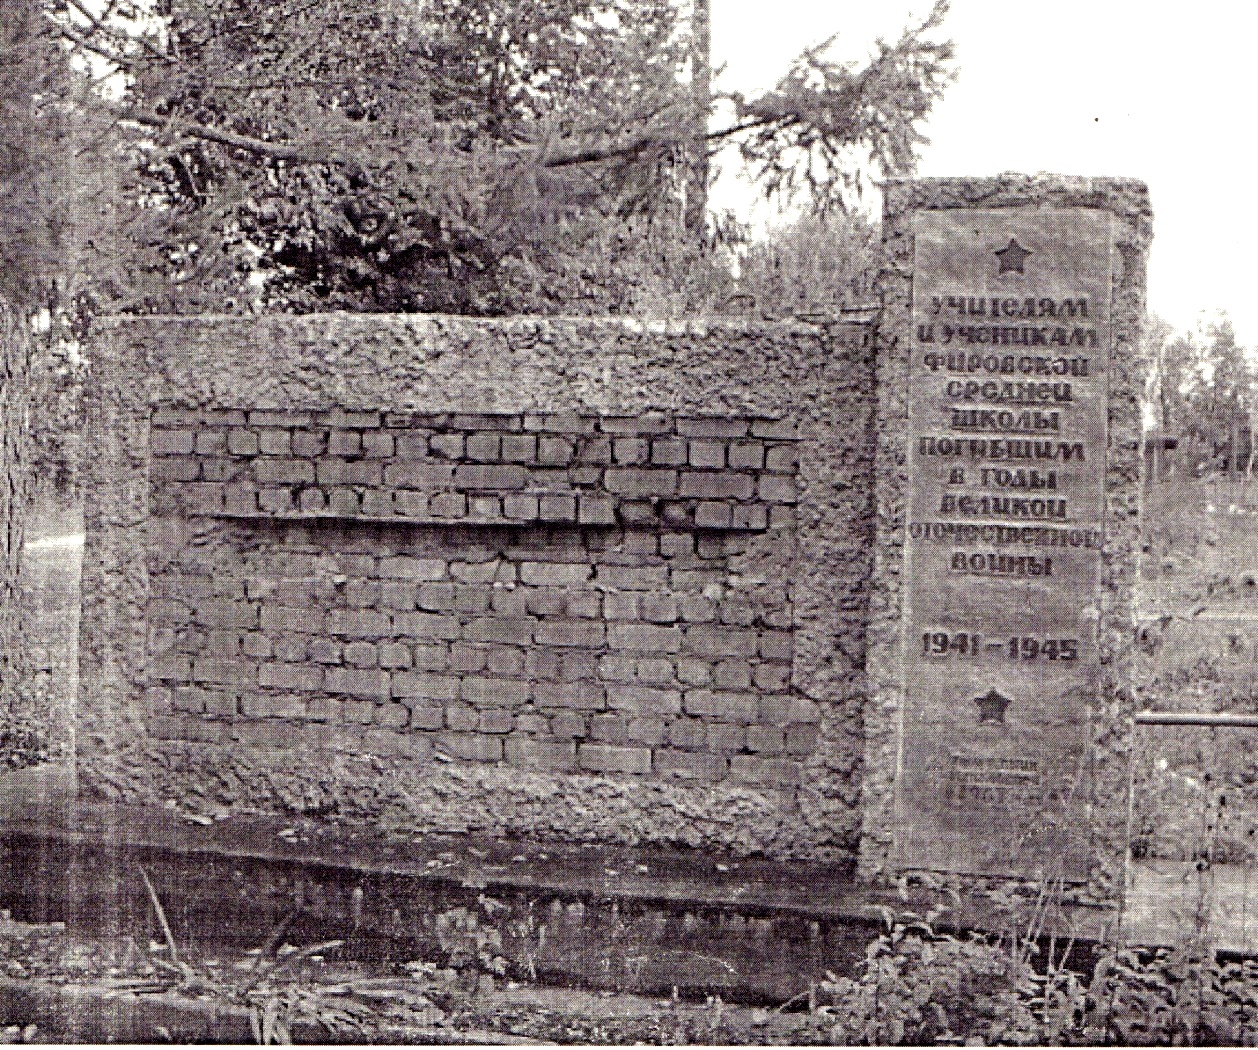 УЧИТЕЛЯМ
И УЧЕНИКАМ
ФИРОВСКОЙ
СРЕДНЕЙ
ШКОЛЫ
ПОГИБШИМ
В ГОДЫ
ВЕЛИКОЙ
ОТЕЧЕСТВЕННОЙ
ВОЙНЫ
1941-1945